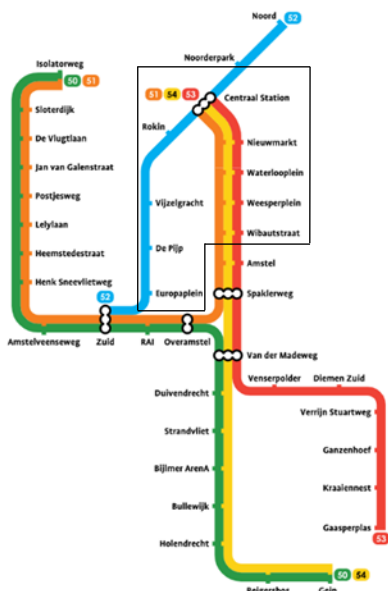 Noord 52
Noorderpark
Isolatorweg
50 51
51 54 53
Centraal Station
Sloterdijk
Rokin
De Vlugtlaan
Nieuwmarkt
Jan van Galenstraat
Waterlooplein
Postjesweg
Vijzelgracht
Weesperplein
Lelylaan
Wibautstraat
Heemstedestraat
De Pijp
Amstel
Henk Sneevlietweg
52
Europaplein
Spaklerweg
Amstelveenseweg
Zuid
RAI
Overamstel
Van der Madeweg
Venserpolder
Diemen Zuid
Duivendrecht
Verrijn Stuartweg
Strandvliet
Ganzenhoef
Bijlmer ArenA
Kraaiennest
Bullewijk
Gaasperplas
53
Holendrecht
50 54